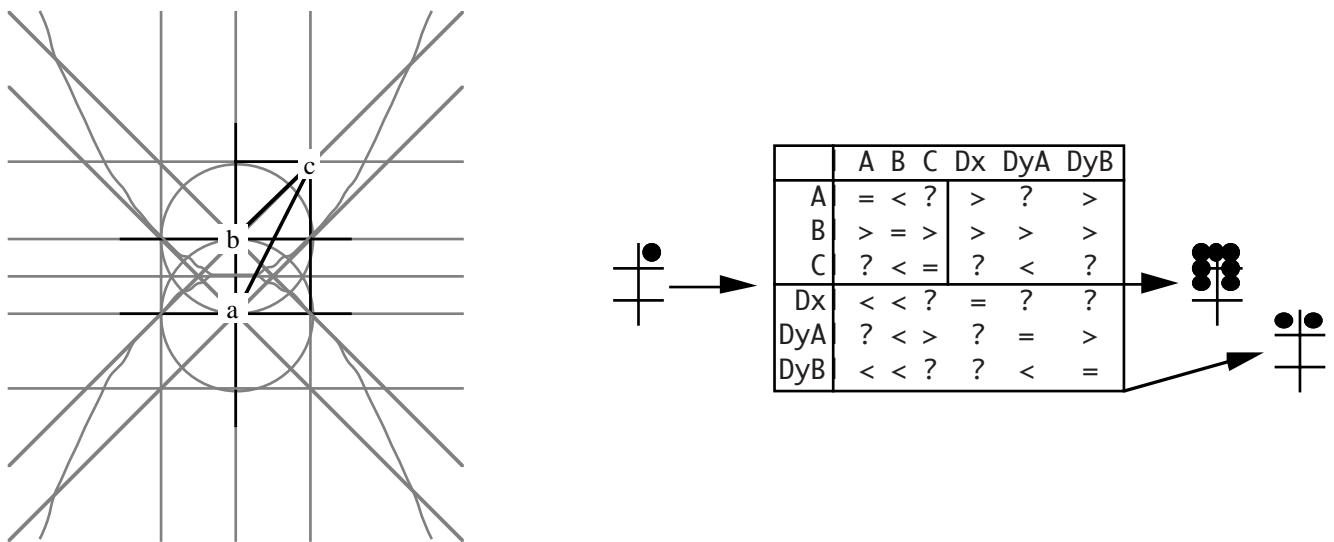 c
b
a
A B C Dx DyA DyB
A = < ? > ? >
B > = > > > >
C ? < = ? < ?
Dx < < ? = ? ?
DyA ? < > ? = >
DyB < < ? ? < =